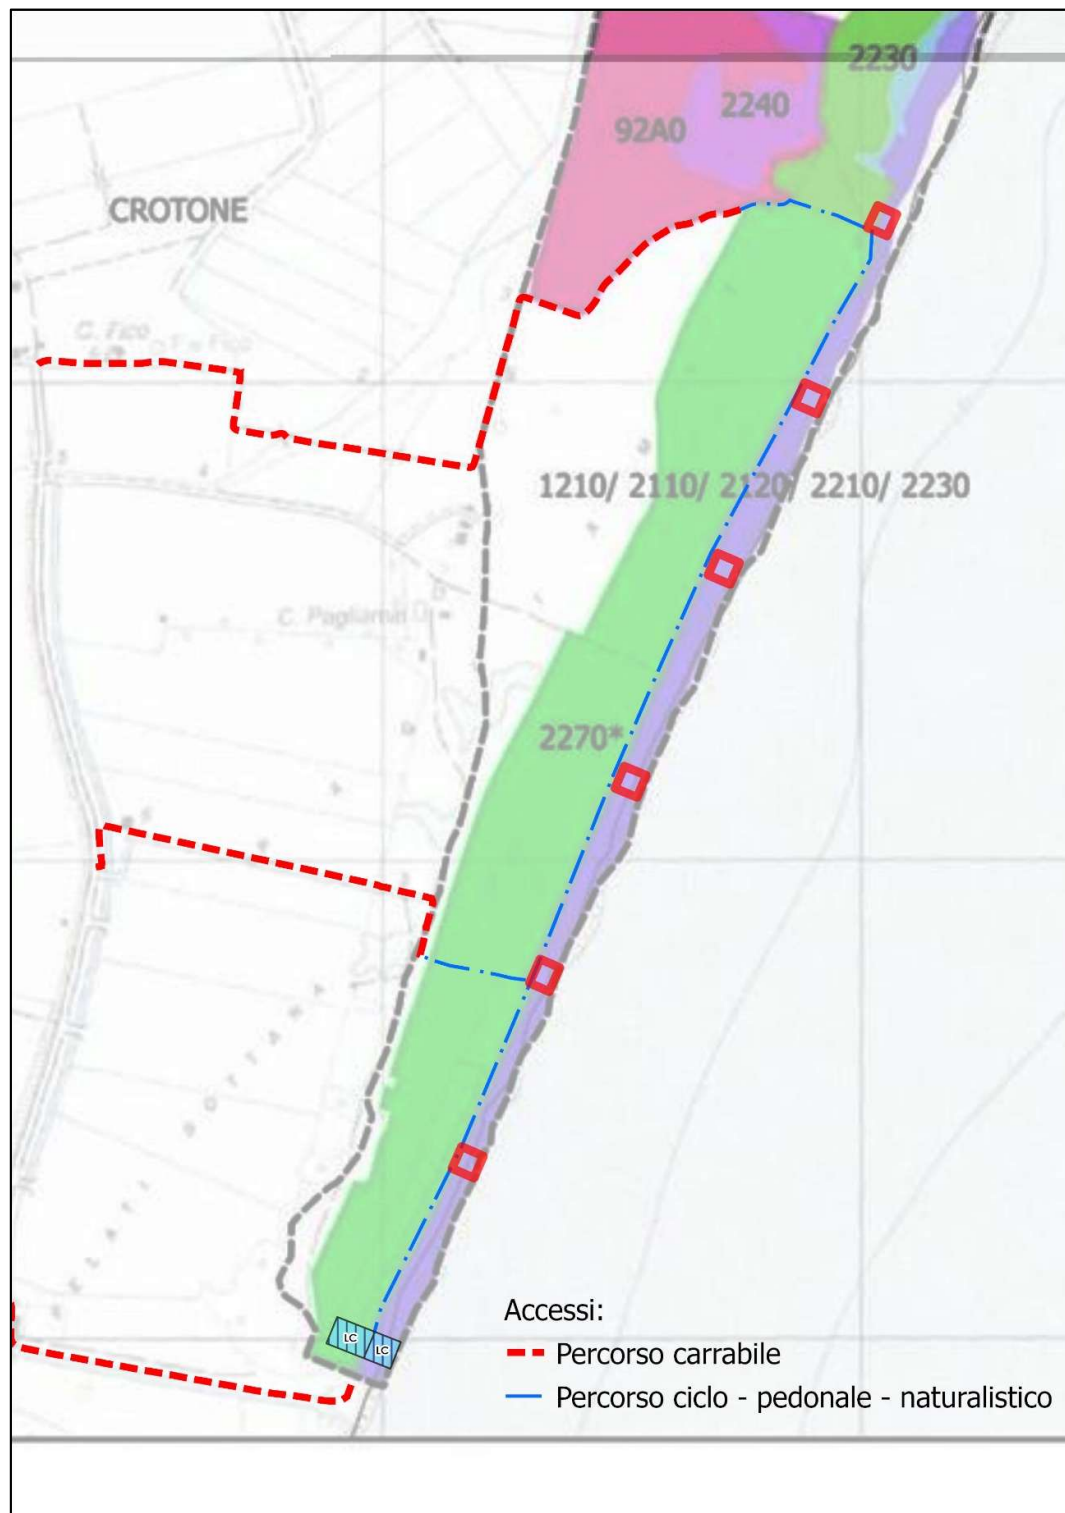 2230
2240
92A0
CROTONE
C. Fico
1210/ 2110/ 2120/ 2210/ 2230
2270*
LC
LC
Accessi:
Percorso carrabile
Percorso ciclo - pedonale - naturalistico